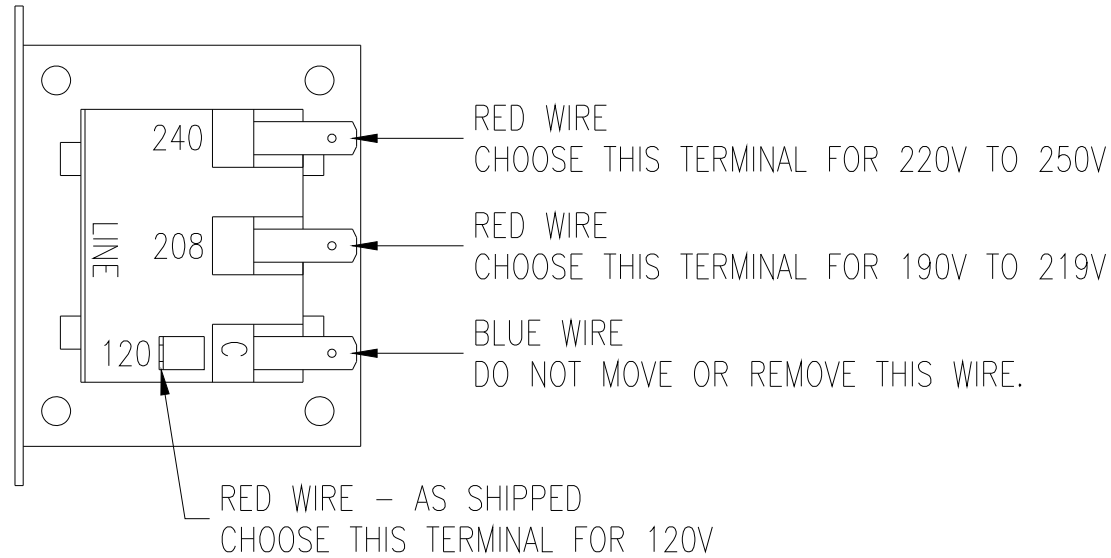 240
RED WIRE
CHOOSE THIS TERMINAL FOR 220V TO 250V
LINE
208
RED WIRE
CHOOSE THIS TERMINAL FOR 190V TO 219V
120
C
BLUE WIRE
DO NOT MOVE OR REMOVE THIS WIRE.
RED WIRE – AS SHIPPED
CHOOSE THIS TERMINAL FOR 120V